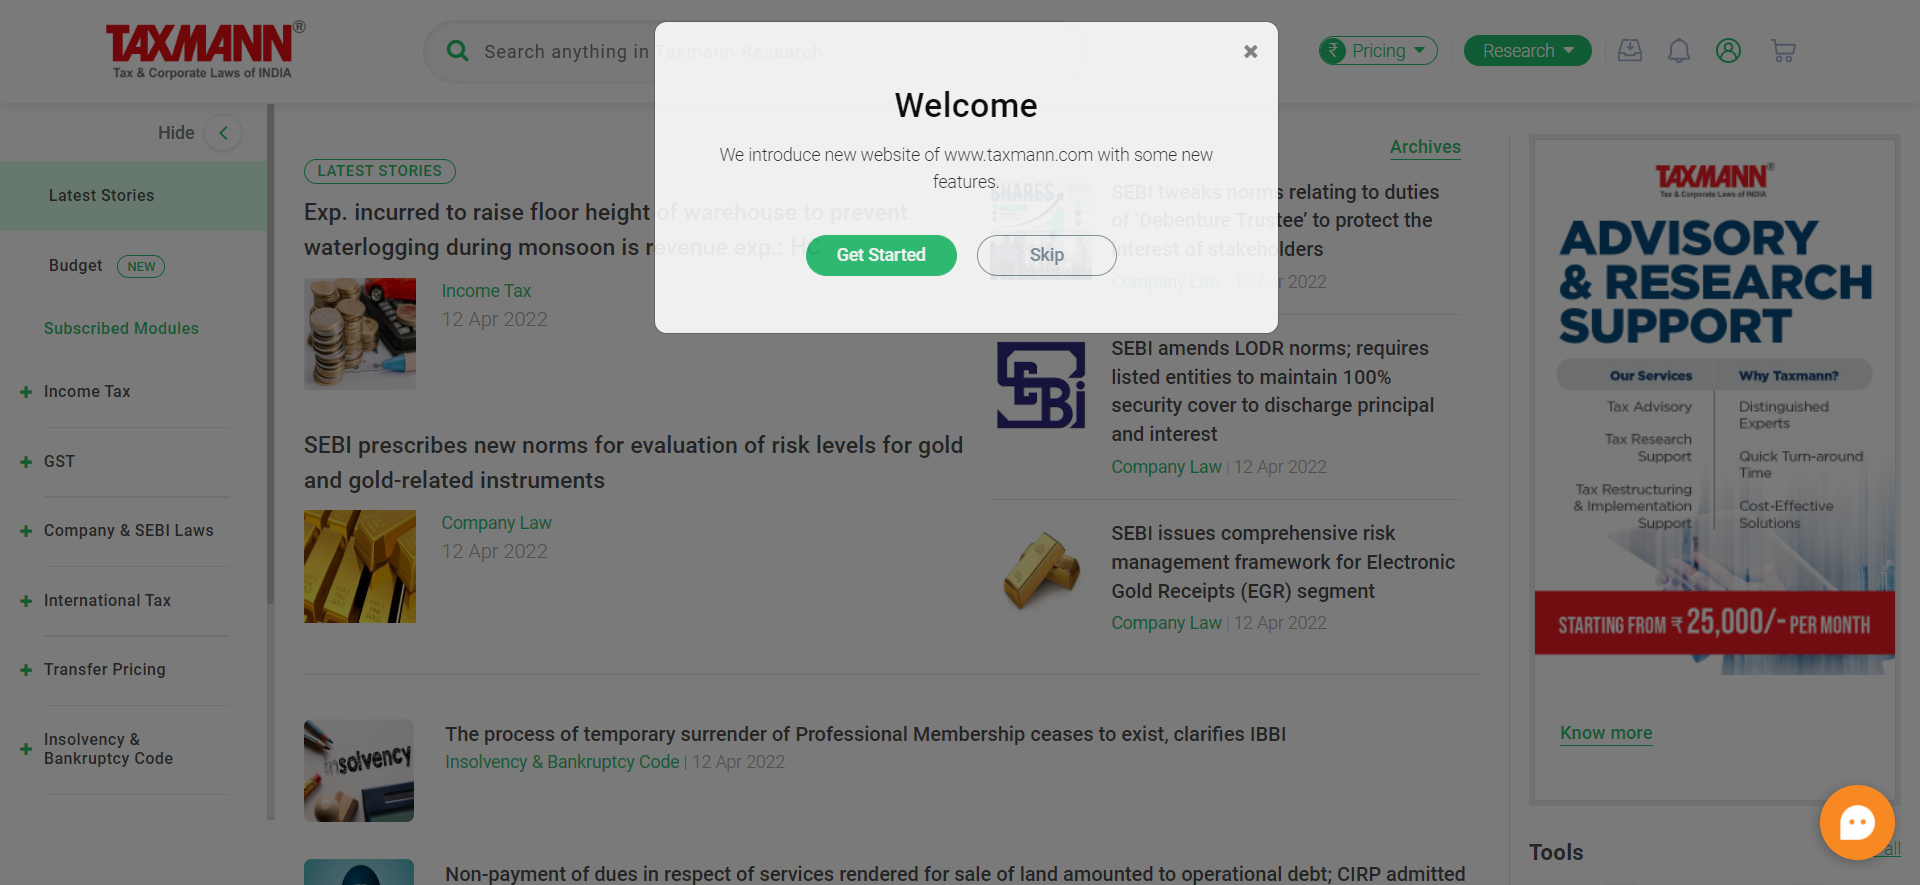 TAXMANN®
Tax & Corporate Laws of INDIA
Search anything in Taxmann Research
₹ Pricing
Research
Welcome
We introduce new website of www.taxmann.com with some new
features.
Get Started
Skip
Hide
Latest Stories
Budget NEW
Subscribed Modules
Income Tax
GST
Company & SEBI Laws
International Tax
Transfer Pricing
Insolvency &
Bankruptcy Code
LATEST STORIES
Exp. incurred to raise floor height of warehouse to prevent
waterlogging during monsoon is revenue exp.: HC
Income Tax
12 Apr 2022
SEBI prescribes new norms for evaluation of risk levels for gold
and gold-related instruments
Company Law
12 Apr 2022
Archives
SHARES
SEBI tweaks norms relating to duties
of ‘Debenture Trustee’ to protect the
interest of stakeholders
Company Law | 12 Apr 2022
SEBI
SEBI amends LODR norms; requires
listed entities to maintain 100%
security cover to discharge principal
and interest
Company Law | 12 Apr 2022
SEBI issues comprehensive risk
management framework for Electronic
Gold Receipts (EGR) segment
Company Law | 12 Apr 2022
insolvency
The process of temporary surrender of Professional Membership ceases to exist, clarifies IBBI
Insolvency & Bankruptcy Code | 12 Apr 2022
Non-payment of dues in respect of services rendered for sale of land amounted to operational debt; CIRP admitted
TAXMANN®
Tax & Corporate Laws of INDIA
ADVISORY
& RESEARCH
SUPPORT
Our Services
Tax Advisory
Tax Research
Support
Tax Restructuring
& Implementation
Support
Why Taxmann?
Distinguished
Experts
Quick Turn-around
Time
Cost-Effective
Solutions
STARTING FROM ₹ 25,000/- PER MONTH
Know more
Tools
all